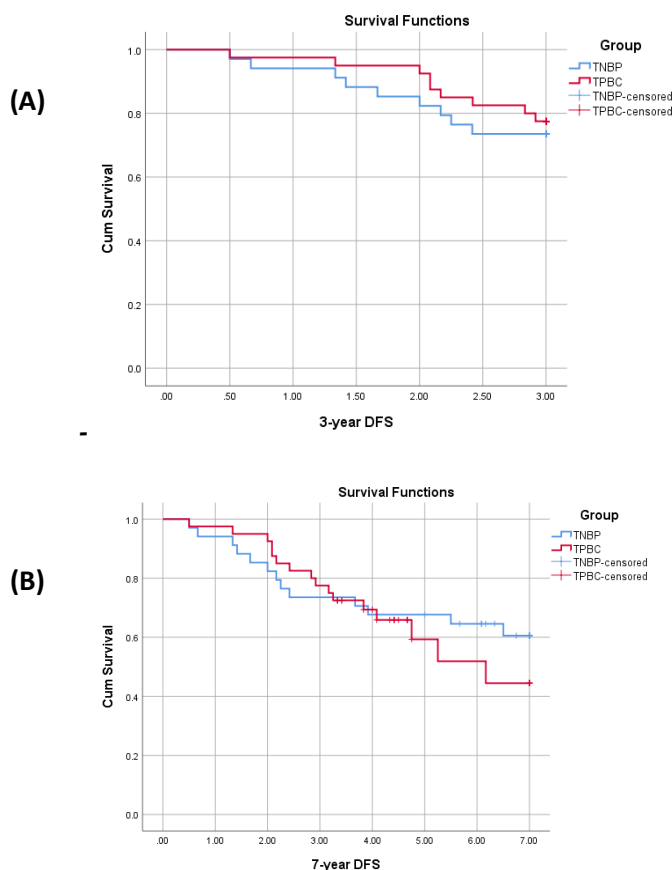 (A)
Survival Functions
Cum Survival
1.0
0.8
0.6
0.4
0.2
0.0
.00 .50 1.00 1.50 2.00 2.50 3.00
3-year DFS
Group
TNBP
TPBC
TNBP-censored
TPBC-censored
-
(B)
Survival Functions
Cum Survival
1.0
0.8
0.6
0.4
0.2
0.0
.00 1.00 2.00 3.00 4.00 5.00 6.00 7.00
7-year DFS
Group
TNBP
TPBC
TNBP-censored
TPBC-censored